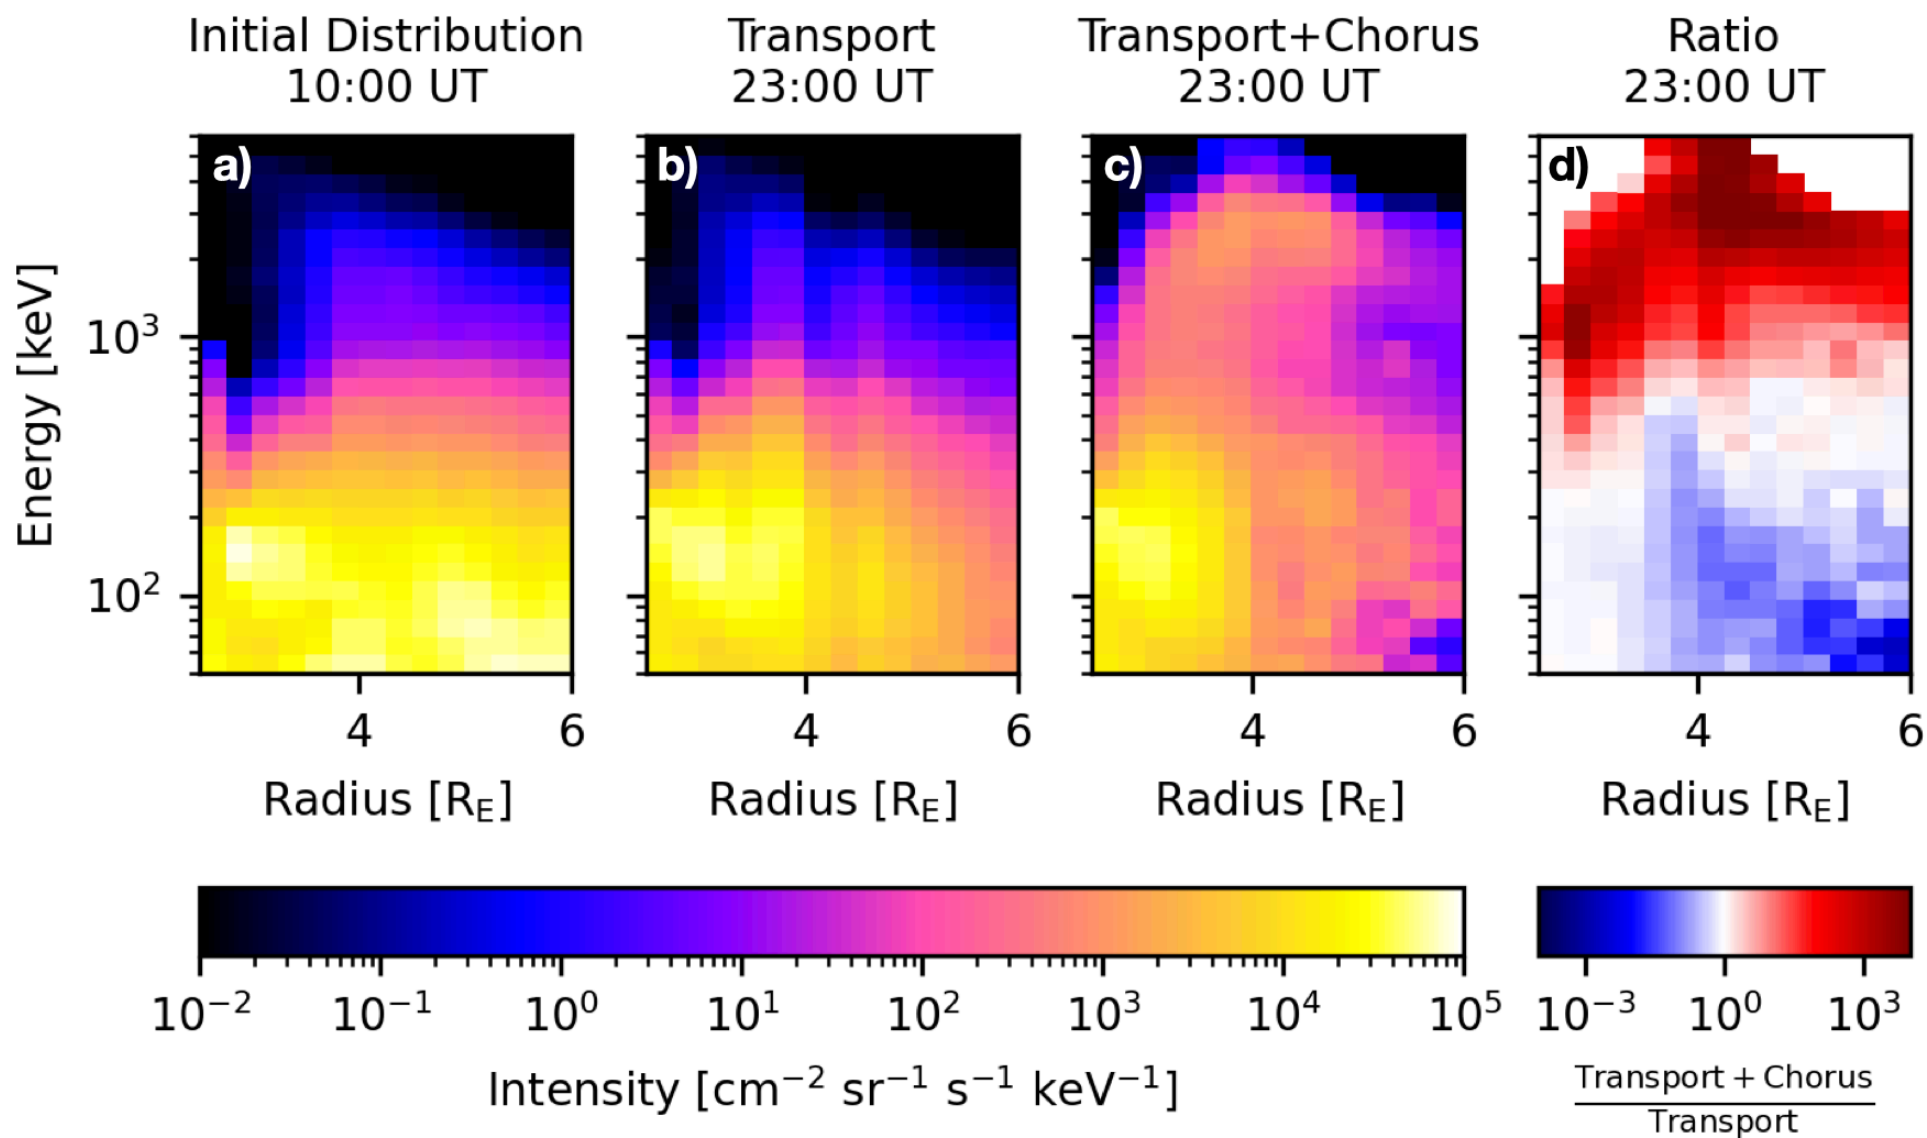 Initial Distribution
10:00 UT
Transport
23:00 UT
Transport+Chorus
23:00 UT
Ratio
23:00 UT
a)
b)
c)
d)
Energy [keV]
10³
10²
4 6
4 6
4 6
4 6
Radius [R_E]
Radius [R_E]
Radius [R_E]
Radius [R_E]
10⁻² 10⁻¹ 10⁰ 10¹ 10² 10³ 10⁴ 10⁵
Intensity [cm⁻² sr⁻¹ s⁻¹ keV⁻¹]
10⁻³ 10⁰ 10³
Transport + Chorus
Transport